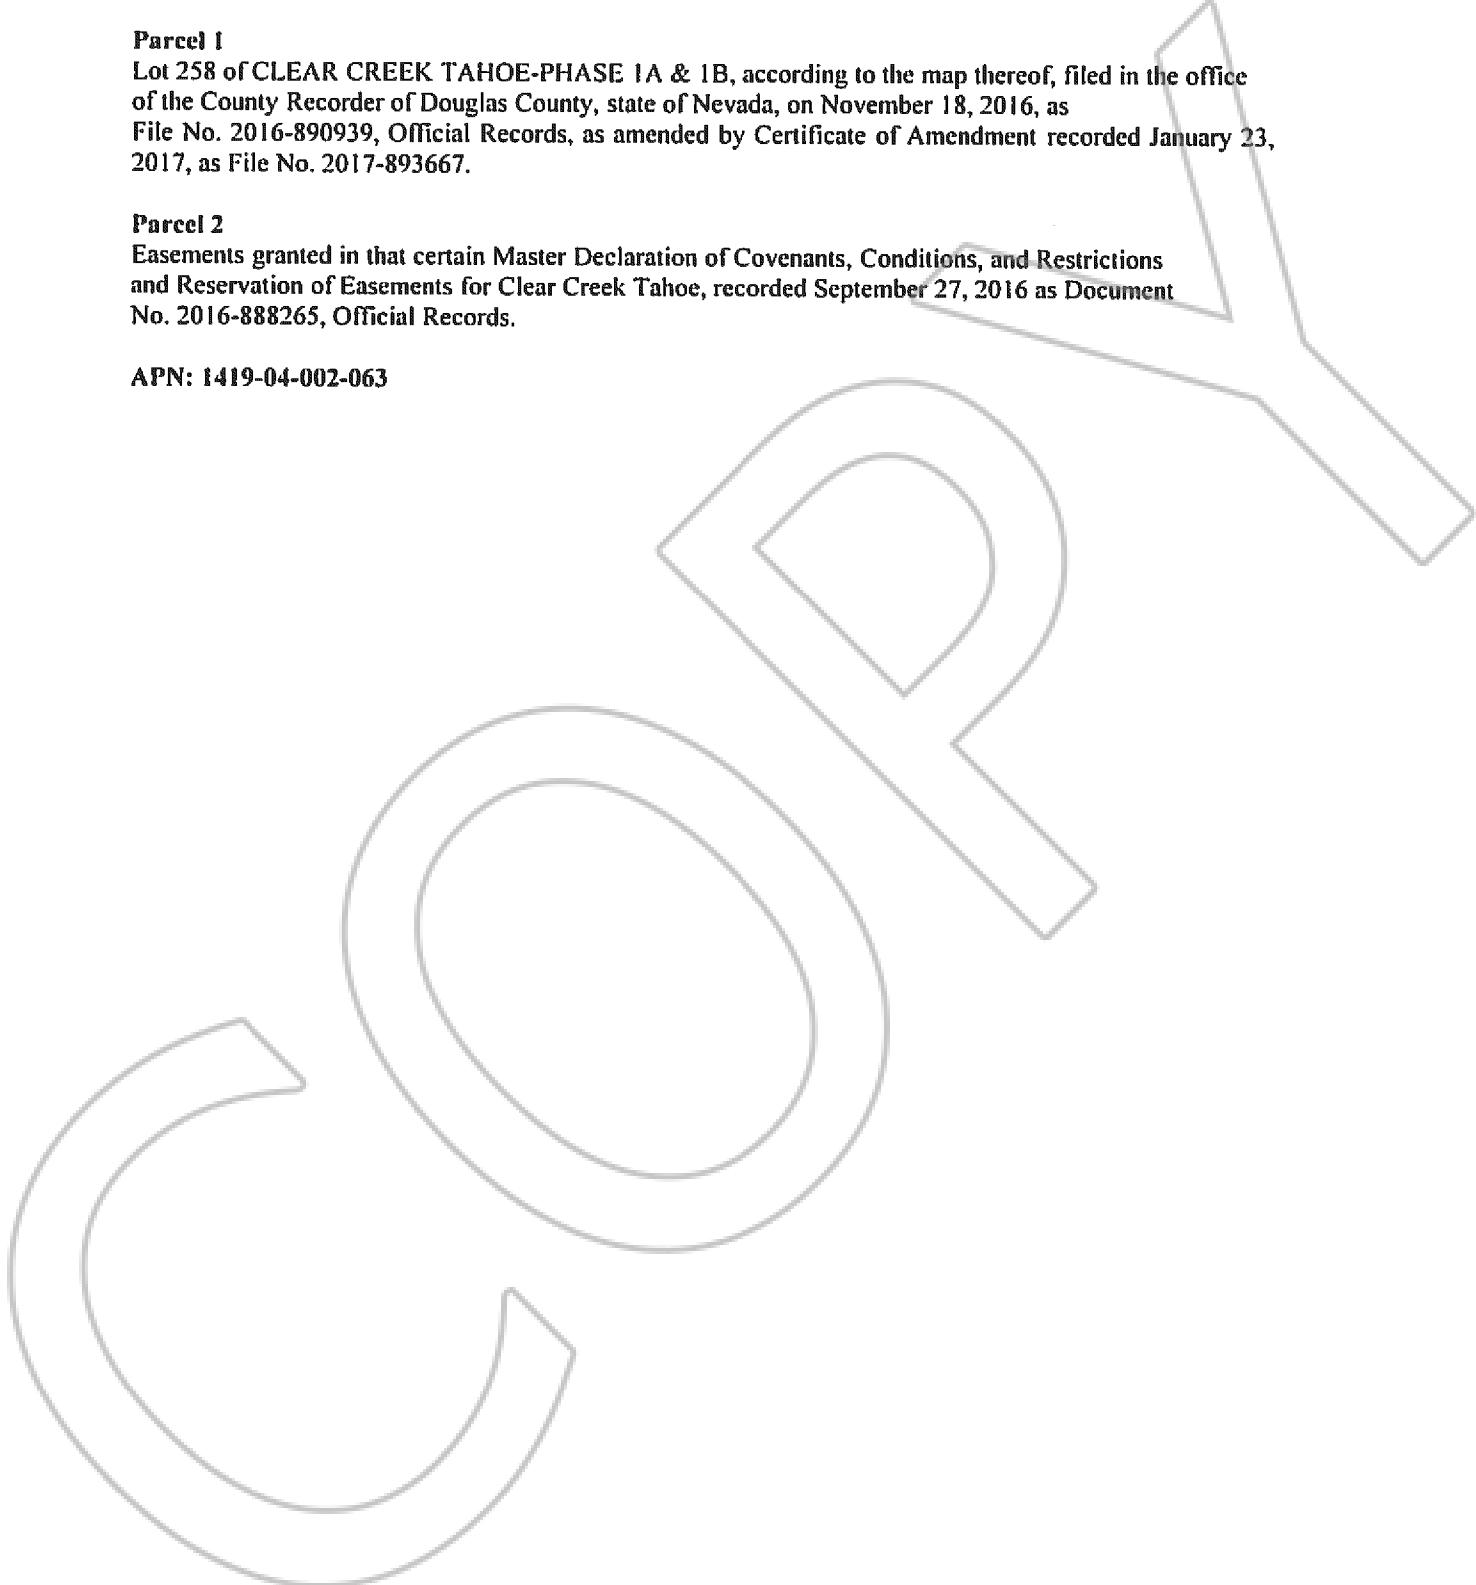 Parcel 1
Lot 258 of CLEAR CREEK TAHOE-PHASE 1A & 1B, according to the map thereof, filed in the office
of the County Recorder of Douglas County, state of Nevada, on November 18, 2016, as
File No. 2016-890939, Official Records, as amended by Certificate of Amendment recorded January 23,
2017, as File No. 2017-893667.
Parcel 2
Easements granted in that certain Master Declaration of Covenants, Conditions, and Restrictions
and Reservation of Easements for Clear Creek Tahoe, recorded September 27, 2016 as Document
No. 2016-888265, Official Records.
APN: 1419-04-002-063
COPY